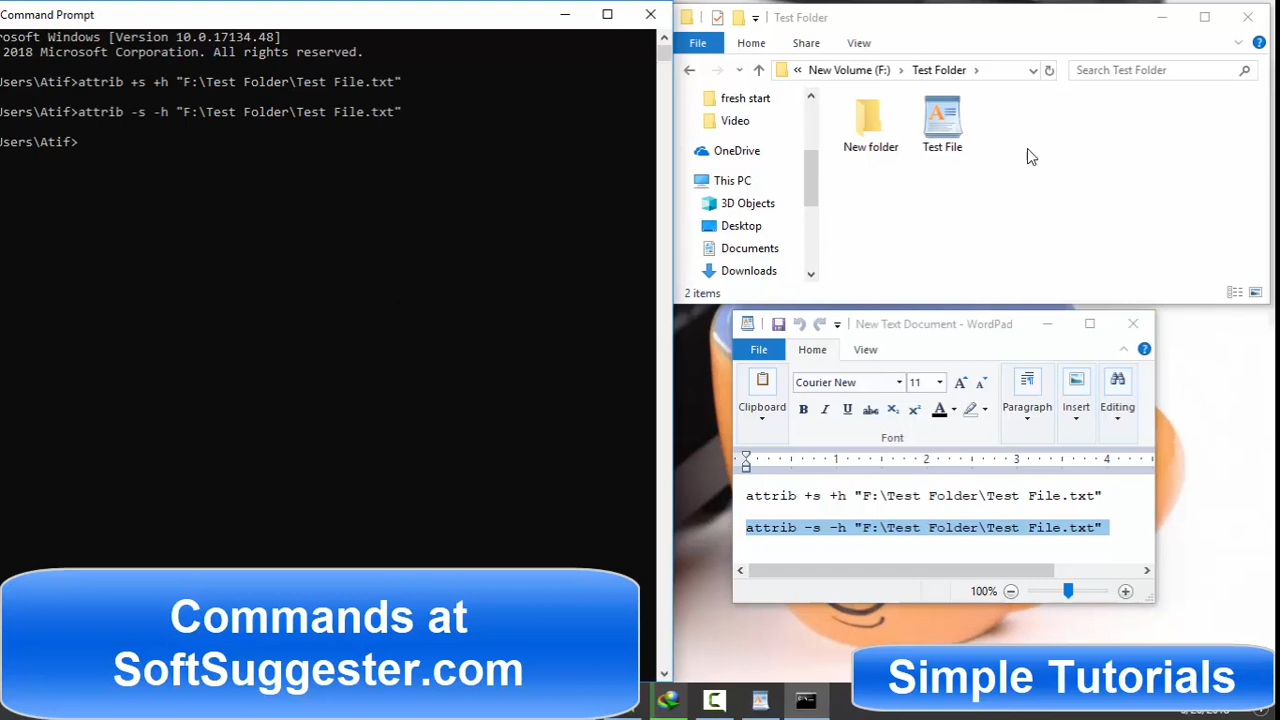 Command Prompt
rosoft Windows [Version 10.0.17134.48]
2018 Microsoft Corporation. All rights reserved.
Users\Atif>attrib +s +h "F:\Test Folder\Test File.txt"
Users\Atif>attrib -s -h "F:\Test Folder\Test File.txt"
Users\Atif>
Test Folder
File Home Share View
« New Volume (F:) › Test Folder ›
Search Test Folder
fresh start
Video
OneDrive
This PC
3D Objects
Desktop
Documents
Downloads
New folder
Test File
2 items
New Text Document - WordPad
File Home View
Clipboard
Courier New 11
Font
Paragraph
Insert
Editing
1 2 3 4
attrib +s +h "F:\Test Folder\Test File.txt"
attrib -s -h "F:\Test Folder\Test File.txt"
100%
Commands at
SoftSuggester.com
Simple Tutorials